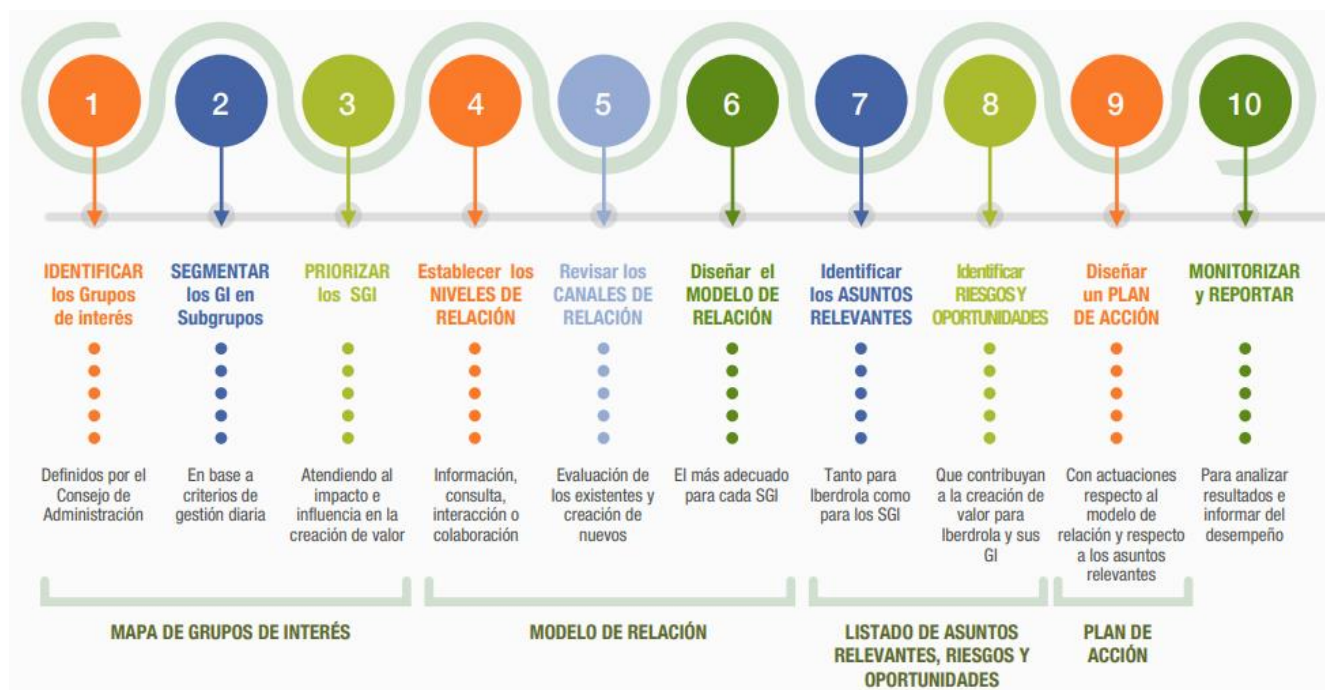 1
2
3
4
5
6
7
8
9
10
IDENTIFICAR
los Grupos
de interés
SEGMENTAR
los GI en
Subgrupos
PRIORIZAR
los SGI
Establecer los
NIVELES DE
RELACIÓN
Revisar los
CANALES DE
RELACIÓN
Diseñar el
MODELO DE
RELACIÓN
Identificar
los ASUNTOS
RELEVANTES
Identificar
RIESGOS Y
OPORTUNIDADES
Diseñar
un PLAN
DE ACCIÓN
MONITORIZAR
y REPORTAR
Definidos por el
Consejo de
Administración
En base a
criterios de
gestión diaria
Atendiendo al
impacto e
influencia en la
creación de valor
Información,
consulta,
interacción o
colaboración
Evaluación de
los existentes y
creación de
nuevos
El más adecuado
para cada SGI
Tanto para
Iberdrola como
para los SGI
Que contribuyan
a la creación de
valor para
Iberdrola y sus
GI
Con actuaciones
respecto al
modelo de
relación y respecto
a los asuntos
relevantes
Para analizar
resultados e
informar del
desempeño
MAPA DE GRUPOS DE INTERÉS
MODELO DE RELACIÓN
LISTADO DE ASUNTOS
RELEVANTES, RIESGOS Y
OPORTUNIDADES
PLAN DE
ACCIÓN